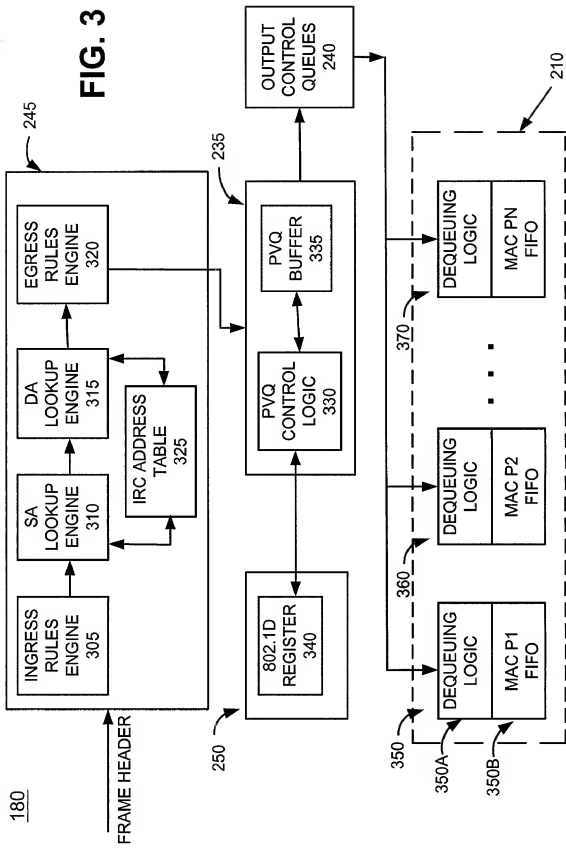 180
FRAME HEADER
245
INGRESS RULES
ENGINE
305
SA LOOKUP
ENGINE
310
DA LOOKUP
ENGINE
315
EGRESS RULES
ENGINE
320
IRC ADDRESS
TABLE
325
FIG. 3
250
802.1D
REGISTER
340
235
PVQ
CONTROL
LOGIC
330
PVQ
BUFFER
335
OUTPUT
CONTROL
QUEUES
240
210
350
350A
350B
DEQUEUING
LOGIC
MAC P1
FIFO
360
DEQUEUING
LOGIC
MAC P2
FIFO
• • •
370
DEQUEUING
LOGIC
MAC PN
FIFO